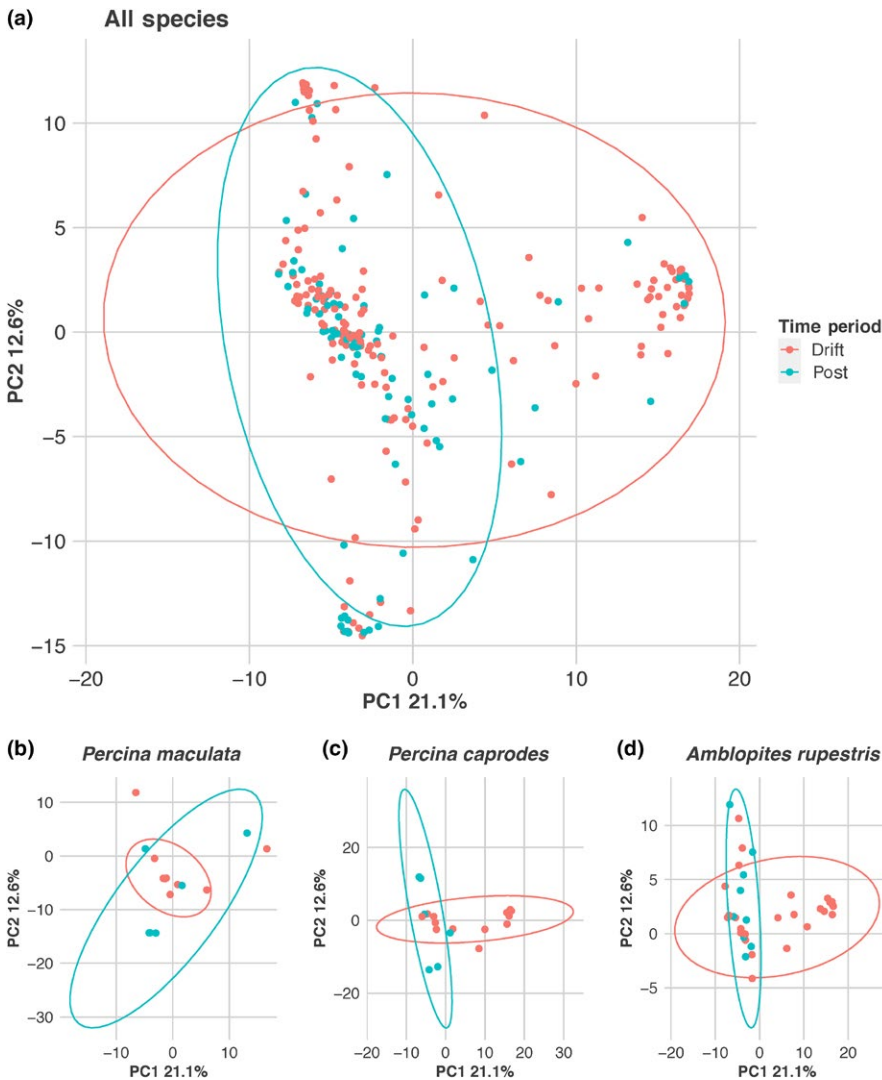 (a) All species
10
5
0
−5
−10
−15
−20 −10 0 10 20
PC1 21.1%
PC2 12.6%
Time period
Drift
Post
(b) Percina maculata
10
0
−10
−20
−30
−10 0 10
PC1 21.1%
PC2 12.6%
(c) Percina caprodes
20
0
−20
−20 −10 0 10 20 30
PC1 21.1%
PC2 12.6%
(d) Amblopites rupestris
10
5
0
−5
−20 −10 0 10 20
PC1 21.1%
PC2 12.6%